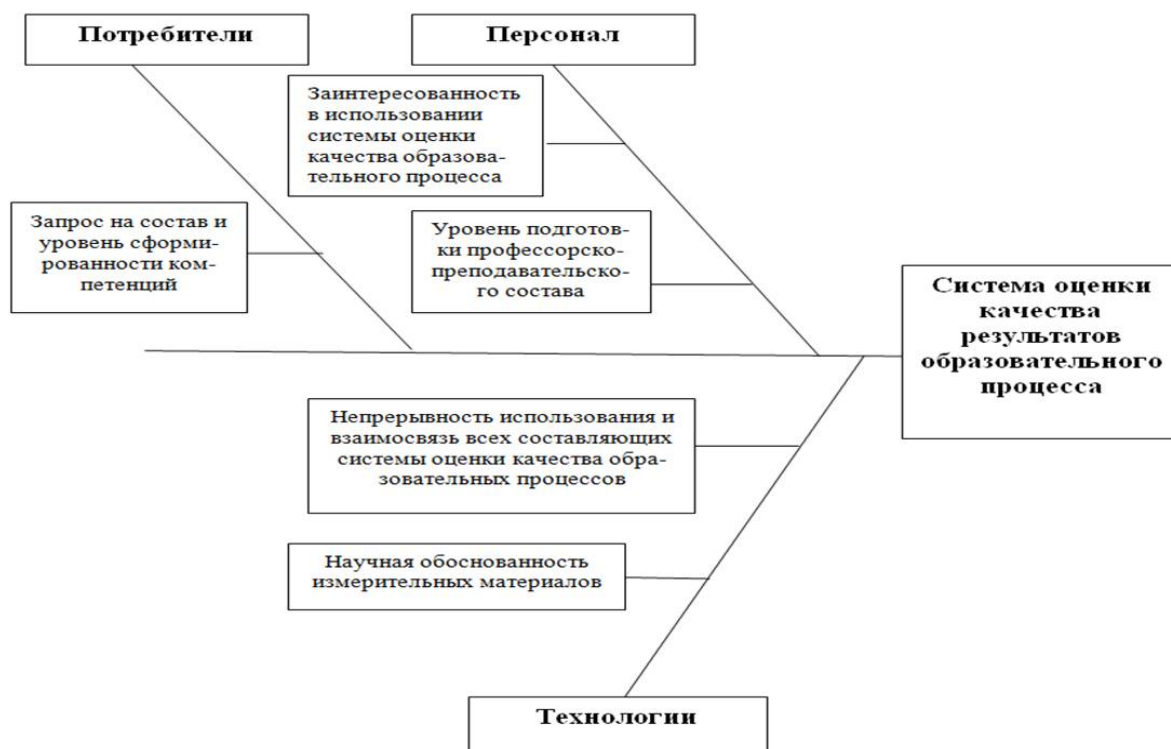 Потребители
Персонал
Заинтересованность
в использовании
системы оценки
качества образова-
тельного процесса
Запрос на состав и
уровень сформи-
рованности ком-
петенций
Уровень подготов-
ки профессорско-
преподавательско-
го состава
Система оценки
качества
результатов
образовательного
процесса
Непрерывность использования и
взаимосвязь всех составляющих
системы оценки качества обра-
зовательных процессов
Научная обоснованность
измерительных материалов
Технологии